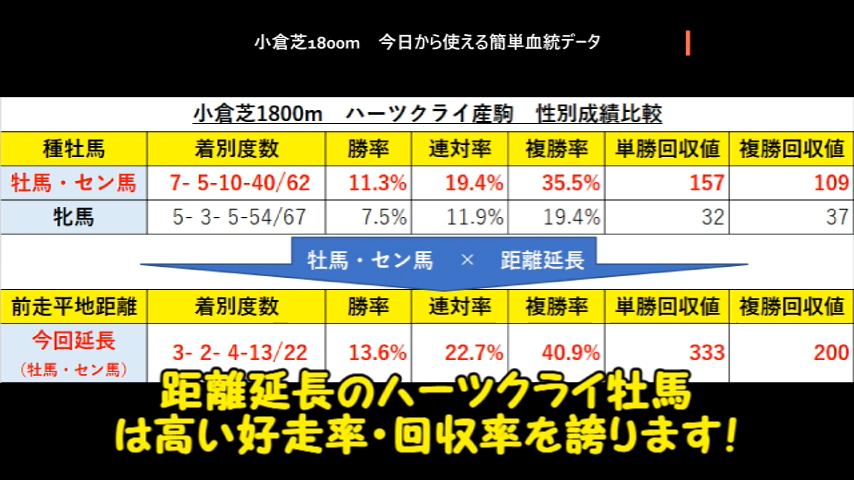 小倉芝1800m　今日から使える簡単血統データ
小倉芝1800m　ハーツクライ産駒　性別成績比較
種牡馬 着別度数 勝率 連対率 複勝率 単勝回収値 複勝回収値
牡馬・セン馬 7- 5-10-40/62 11.3% 19.4% 35.5% 157 109
牝馬 5- 3- 5-54/67 7.5% 11.9% 19.4% 32 37
牡馬・セン馬　×　距離延長
前走平地距離 着別度数 勝率 連対率 複勝率 単勝回収値 複勝回収値
今回延長 3- 2- 4-13/22 13.6% 22.7% 40.9% 333 200
(牡馬・セン馬)
距離延長のハーツクライ牡馬
は高い好走率・回収率を誇ります!